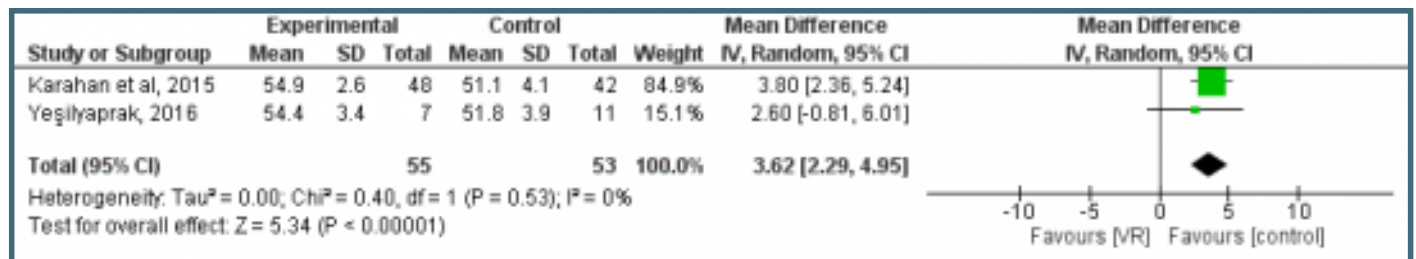 Experimental Control Mean Difference Mean Difference
Study or Subgroup Mean SD Total Mean SD Total Weight IV, Random, 95% CI IV, Random, 95% CI
Karahan et al, 2015 54.9 2.6 48 51.1 4.1 42 84.9% 3.80 [2.36, 5.24]
Yeşilyaprak, 2016 54.4 3.4 7 51.8 3.9 11 15.1% 2.60 [-0.81, 6.01]
Total (95% CI) 55 53 100.0% 3.62 [2.29, 4.95]
Heterogeneity: Tau² = 0.00; Chi² = 0.40, df = 1 (P = 0.53); I² = 0%
Test for overall effect: Z = 5.34 (P < 0.00001)
-10 -5 0 5 10
Favours [VR] Favours [control]